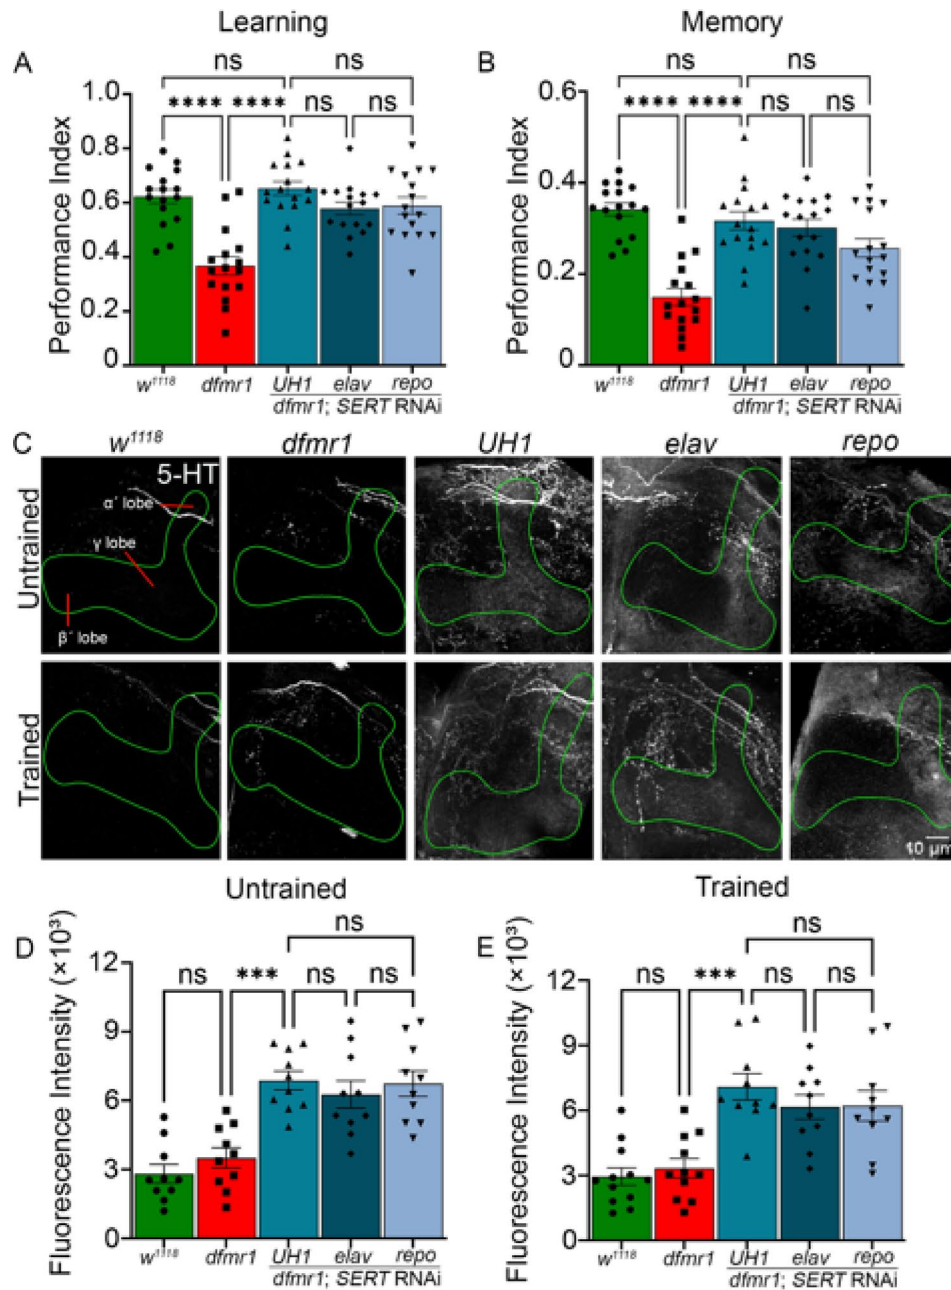 Learning
Memory
A
ns
ns
**** ****
ns
ns
Performance Index
1.0
0.8
0.6
0.4
0.2
0
w¹¹¹⁸
dfmr1
UH1
elav
repo
dfmr1; SERT RNAi
B
ns
ns
**** ****
ns
ns
Performance Index
0.6
0.4
0.2
0
w¹¹¹⁸
dfmr1
UH1
elav
repo
dfmr1; SERT RNAi
C
w¹¹¹⁸
dfmr1
UH1
elav
repo
Untrained
5-HT
α´ lobe
γ lobe
β´ lobe
Trained
10 µm
Untrained
Trained
D
ns
ns
***
ns
ns
Fluorescence Intensity (×10³)
12
9
6
3
0
w¹¹¹⁸
dfmr1
UH1
elav
repo
dfmr1; SERT RNAi
E
ns
ns
***
ns
ns
Fluorescence Intensity (×10³)
12
9
6
3
0
w¹¹¹⁸
dfmr1
UH1
elav
repo
dfmr1; SERT RNAi